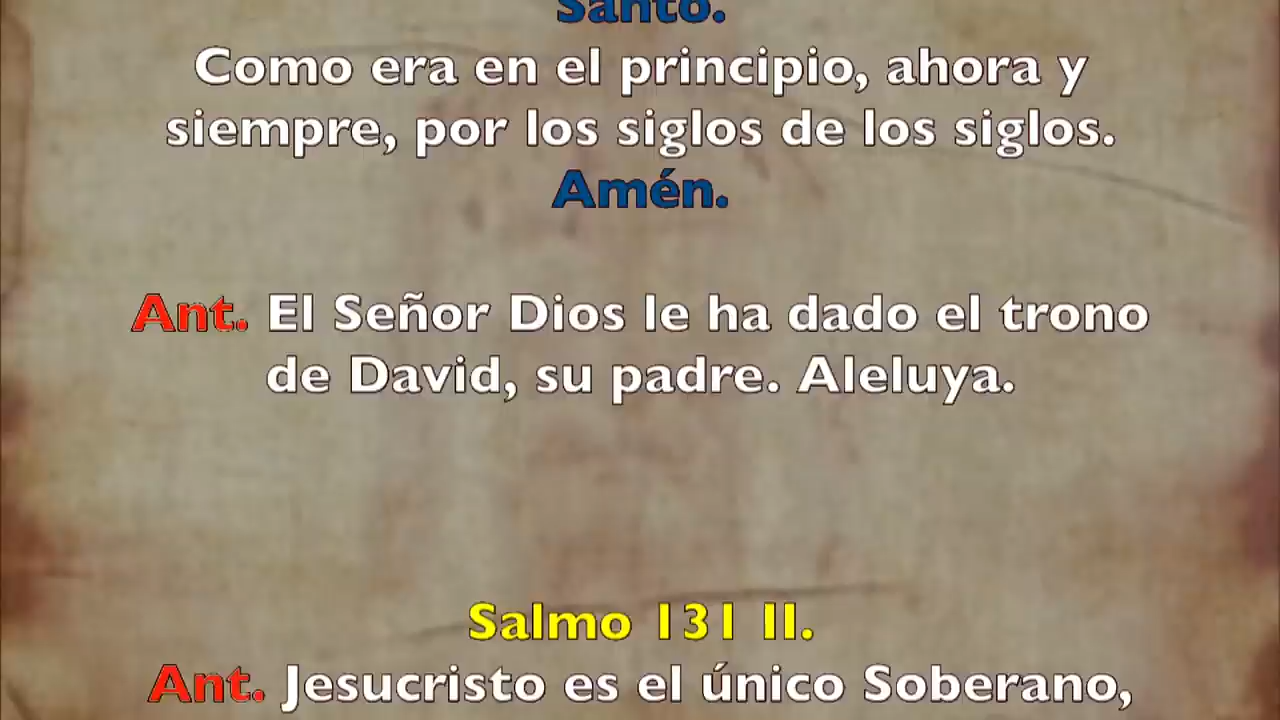 Santo.
Como era en el principio, ahora y
siempre, por los siglos de los siglos.
Amén.
Ant. El Señor Dios le ha dado el trono
de David, su padre. Aleluya.
Salmo 131 II.
Ant. Jesucristo es el único Soberano,